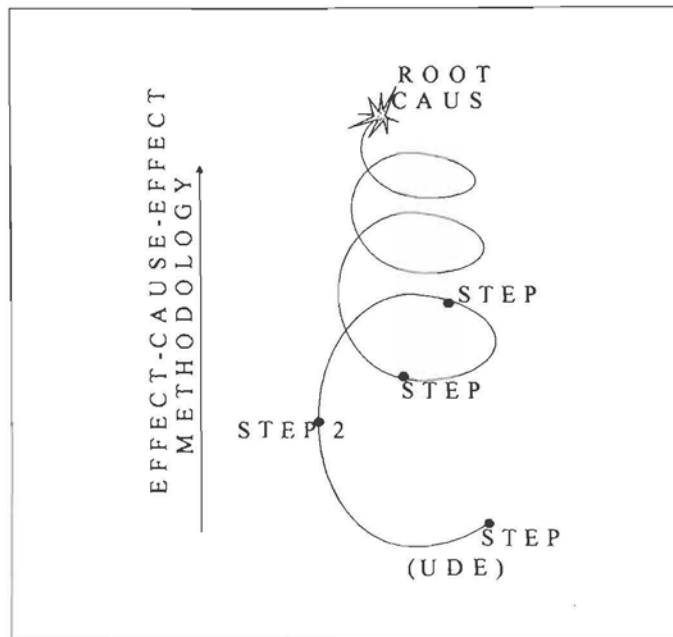 ROOT
CAUS
EFFECT-CAUSE-EFFECT
METHODOLOGY
STEP
STEP
STEP 2
STEP
(UDE)